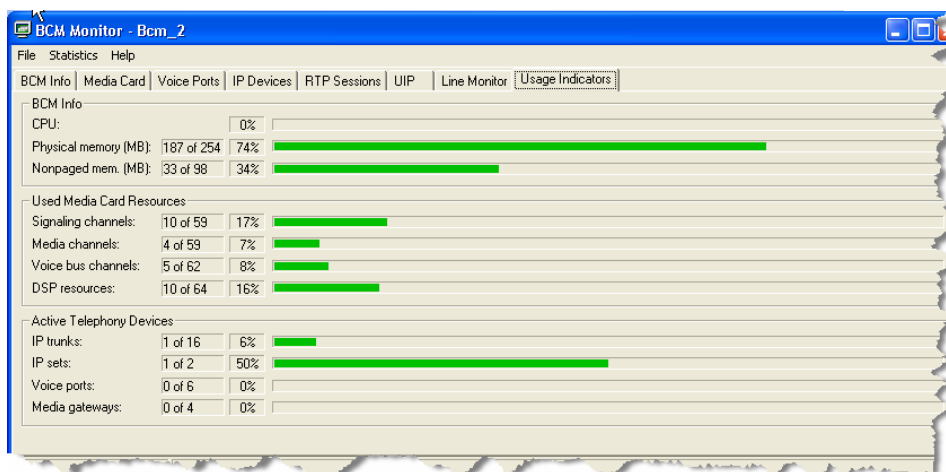 BCM Monitor - Bcm_2
File Statistics Help
BCM Info Media Card Voice Ports IP Devices RTP Sessions UIP Line Monitor Usage Indicators
BCM Info
CPU: 0%
Physical memory (MB): 187 of 254 74%
Nonpaged mem. (MB): 33 of 98 34%
Used Media Card Resources
Signaling channels: 10 of 59 17%
Media channels: 4 of 59 7%
Voice bus channels: 5 of 62 8%
DSP resources: 10 of 64 16%
Active Telephony Devices
IP trunks: 1 of 16 6%
IP sets: 1 of 2 50%
Voice ports: 0 of 6 0%
Media gateways: 0 of 4 0%